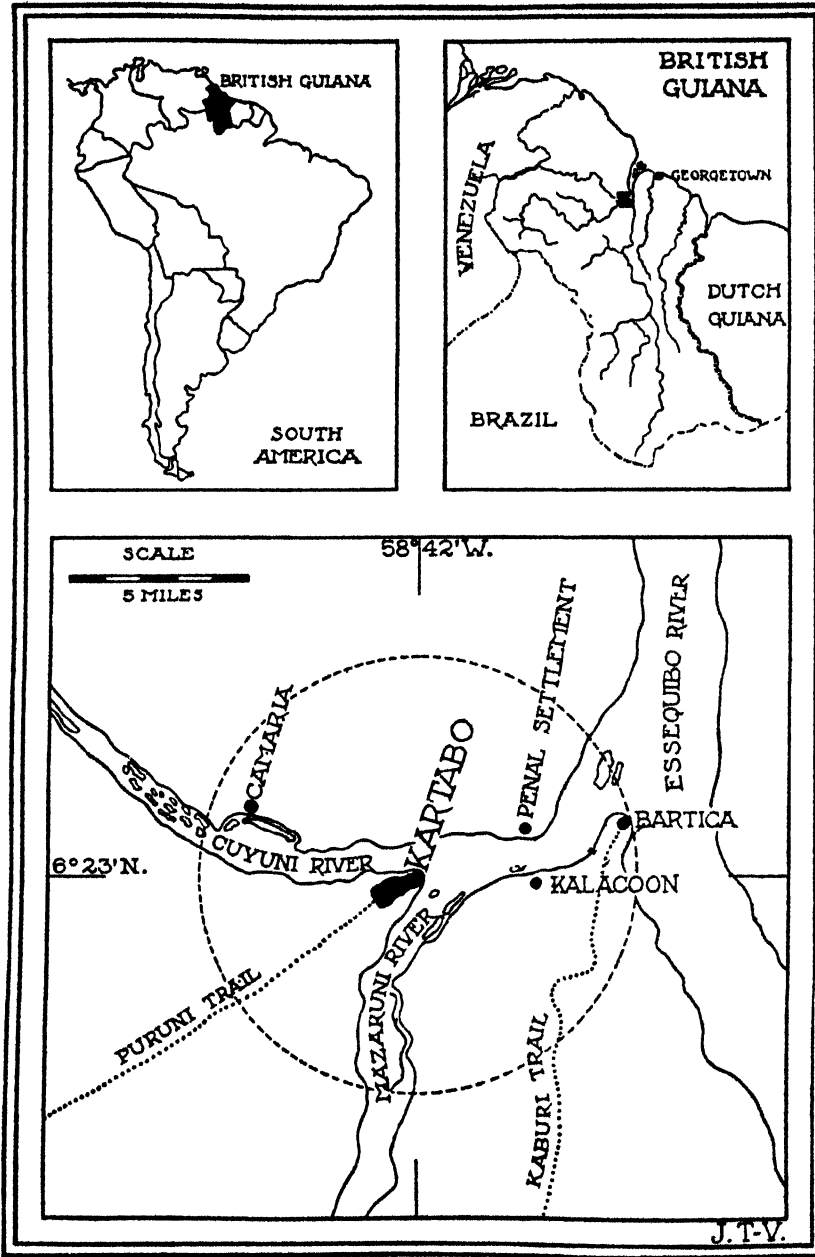 BRITISH GUIANA
SOUTH
AMERICA
BRITISH
GUIANA
VENEZUELA
GEORGETOWN
DUTCH
GUIANA
BRAZIL
SCALE
5 MILES
58°42'W.
PENAL SETTLEMENT
ESSEQUIBO RIVER
CAMARIA
KARTABO
BARTICA
CUYUNI RIVER
6°23'N.
KALACOON
MAZARUNI RIVER
PURUNI TRAIL
KABURI TRAIL
J.T-V.